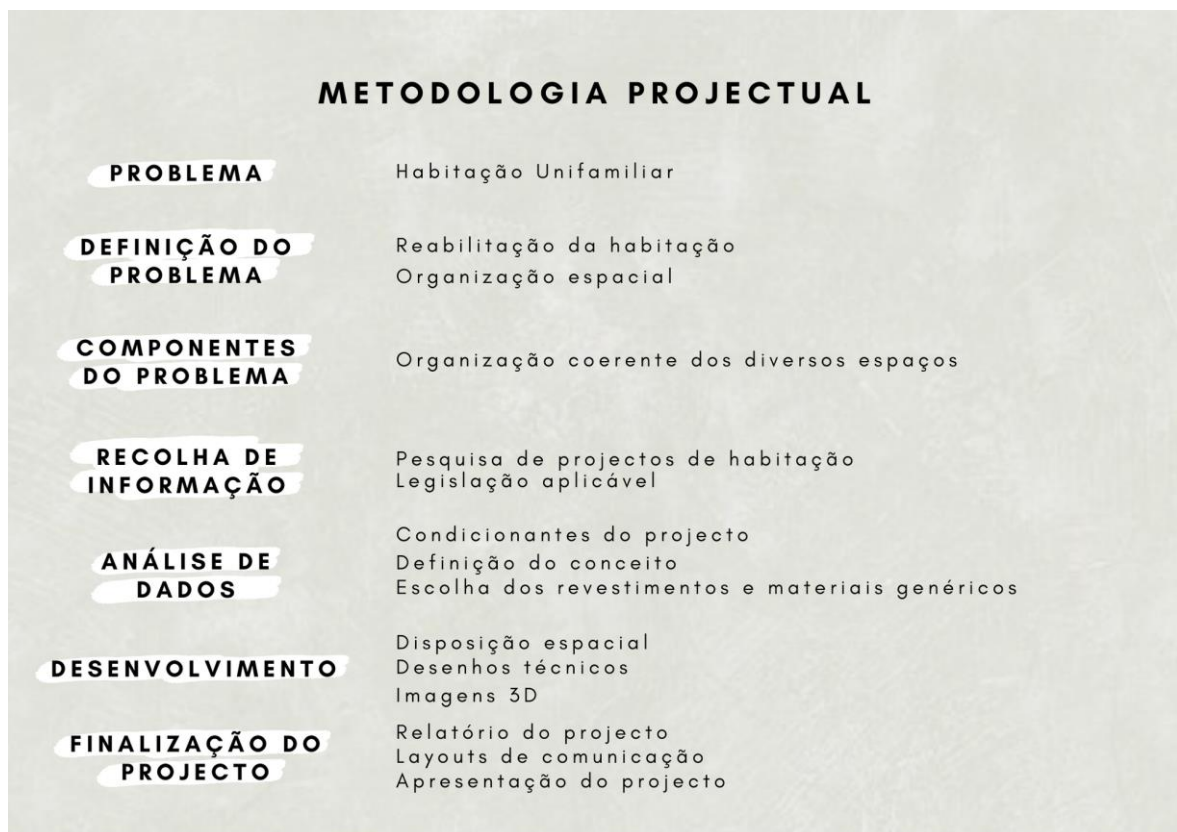 METODOLOGIA PROJECTUAL
PROBLEMA
Habitação Unifamiliar
DEFINIÇÃO DO
PROBLEMA
Reabilitação da habitação
Organização espacial
COMPONENTES
DO PROBLEMA
Organização coerente dos diversos espaços
RECOLHA DE
INFORMAÇÃO
Pesquisa de projectos de habitação
Legislação aplicável
ANÁLISE DE
DADOS
Condicionantes do projecto
Definição do conceito
Escolha dos revestimentos e materiais genéricos
DESENVOLVIMENTO
Disposição espacial
Desenhos técnicos
Imagens 3D
FINALIZAÇÃO DO
PROJECTO
Relatório do projecto
Layouts de comunicação
Apresentação do projecto